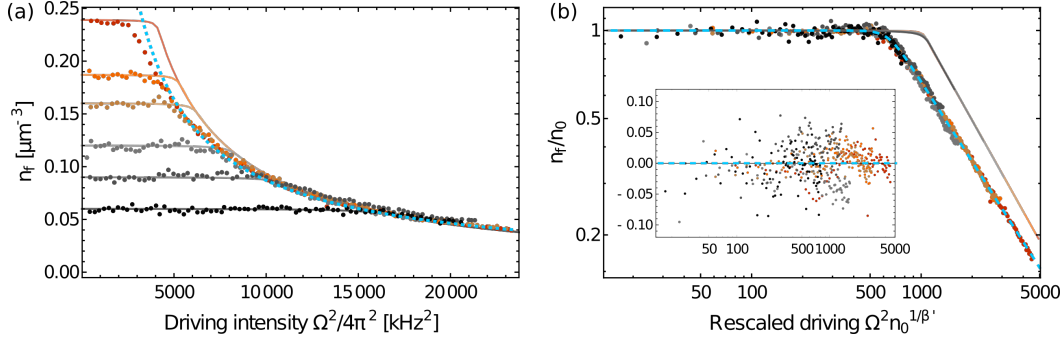 (a)
0.25
0.20
0.15
0.10
0.05
0.00
n_f [μm⁻³]
5000 10000 15000 20000
Driving intensity Ω²/4π² [kHz²]
(b)
1
0.5
0.2
n_f/n_0
0.10
0.05
0.00
- 0.05
- 0.10
50 100 500 1000 5000
50 100 500 1000 5000
Rescaled driving Ω²n_0^{1/β'}